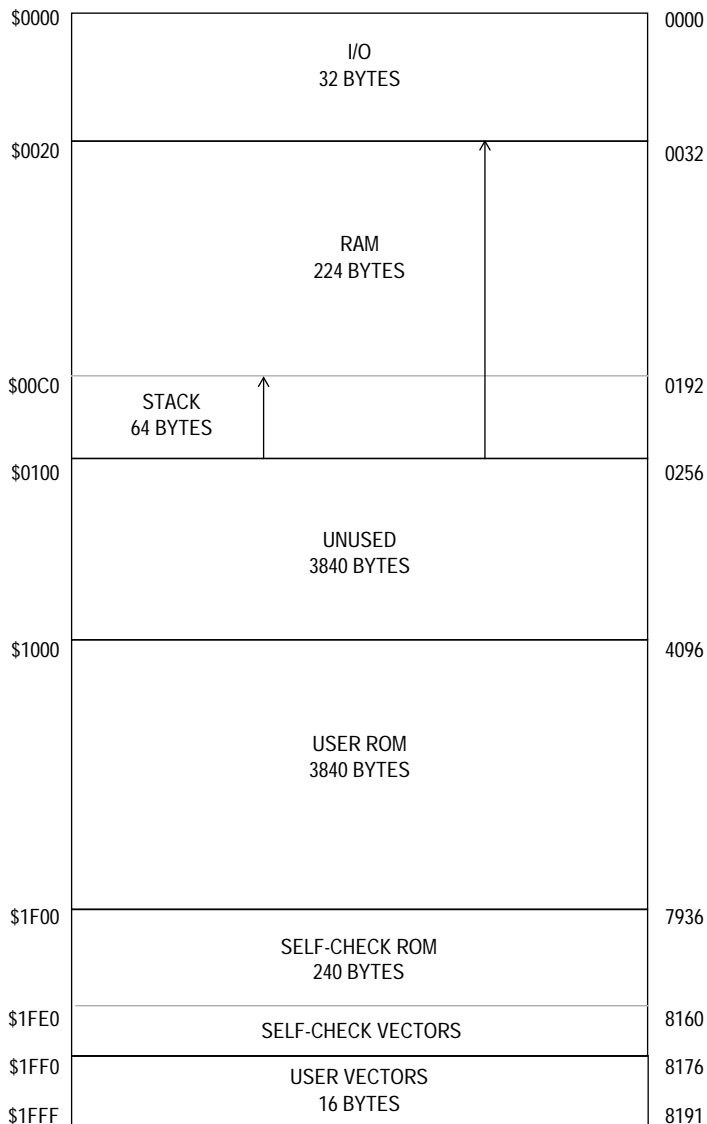 $0000
0000
I/O
32 BYTES
$0020
0032
RAM
224 BYTES
$00C0
0192
STACK
64 BYTES
$0100
0256
UNUSED
3840 BYTES
$1000
4096
USER ROM
3840 BYTES
$1F00
7936
SELF-CHECK ROM
240 BYTES
$1FE0
8160
SELF-CHECK VECTORS
$1FF0
8176
USER VECTORS
16 BYTES
$1FFF
8191